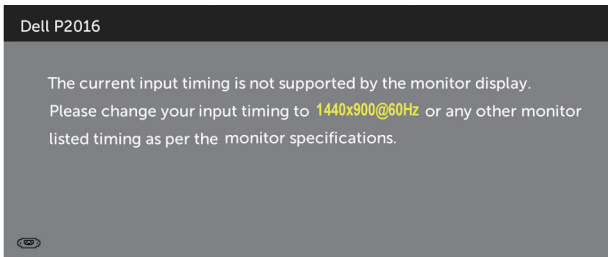 Dell P2016
The current input timing is not supported by the monitor display.
Please change your input timing to 1440x900@60Hz or any other monitor
listed timing as per the monitor specifications.